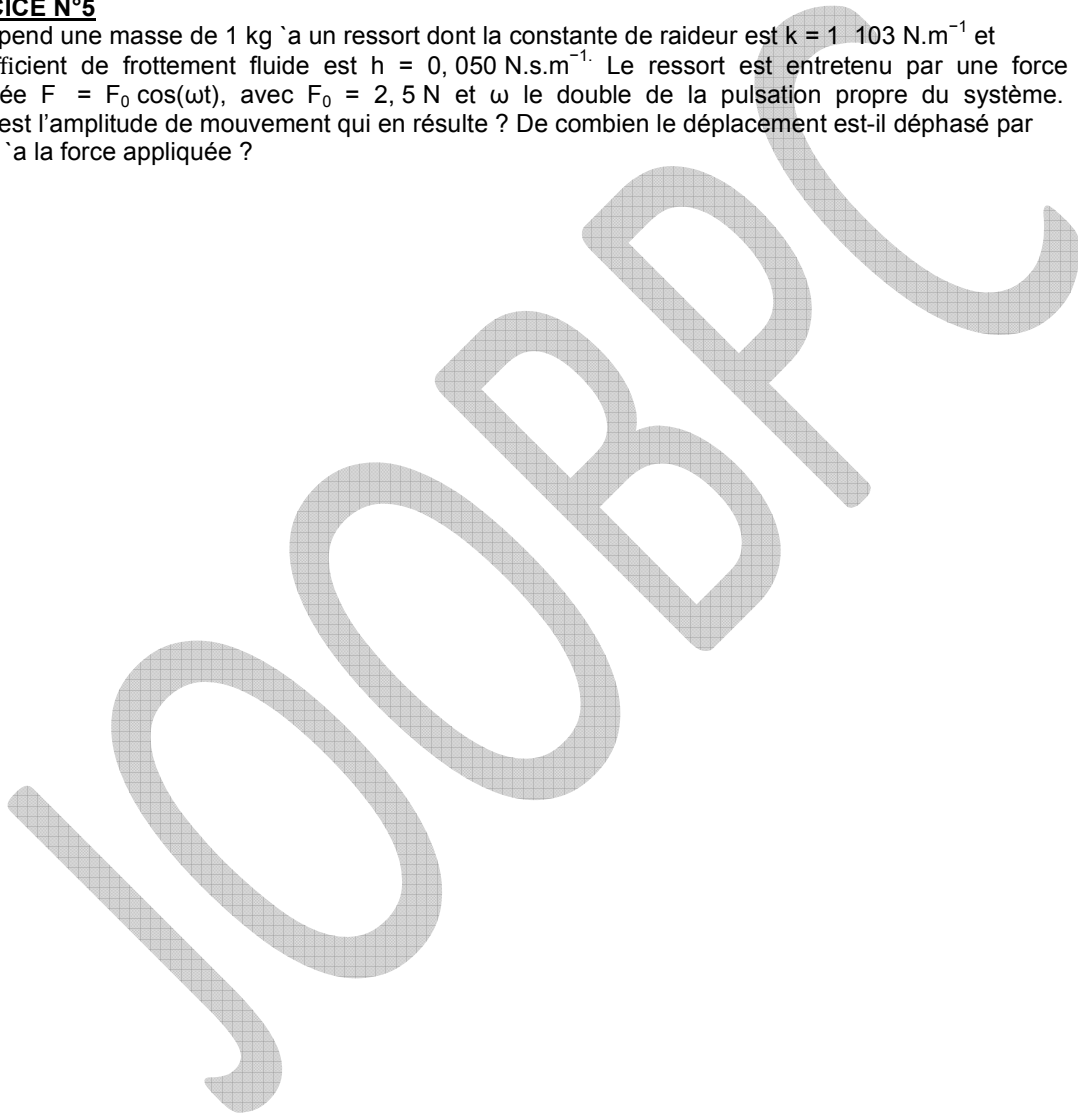 CICE N°5
pend une masse de 1 kg `a un ressort dont la constante de raideur est k = 1 103 N.m⁻¹ et
fficient de frottement fluide est h = 0, 050 N.s.m⁻¹. Le ressort est entretenu par une force
ée F = F₀ cos(ωt), avec F₀ = 2, 5 N et ω le double de la pulsation propre du système.
est l’amplitude de mouvement qui en résulte ? De combien le déplacement est-il déphasé par
`a la force appliquée ?
JOOBPC